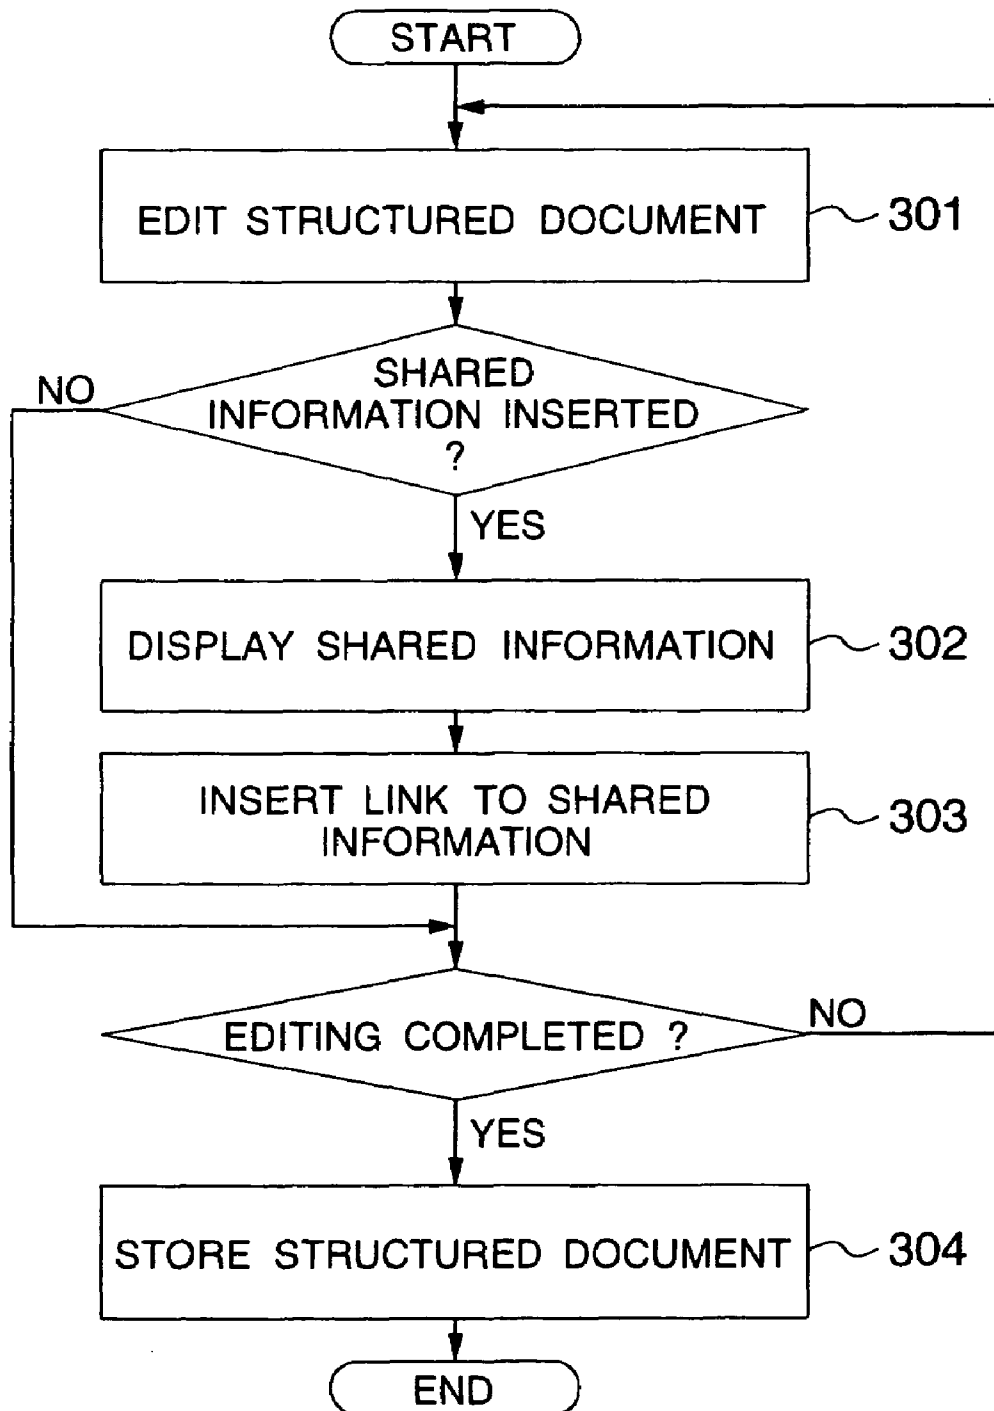 START
EDIT STRUCTURED DOCUMENT
301
SHARED
INFORMATION INSERTED
?
NO
YES
DISPLAY SHARED INFORMATION
302
INSERT LINK TO SHARED
INFORMATION
303
EDITING COMPLETED ?
NO
YES
STORE STRUCTURED DOCUMENT
304
END